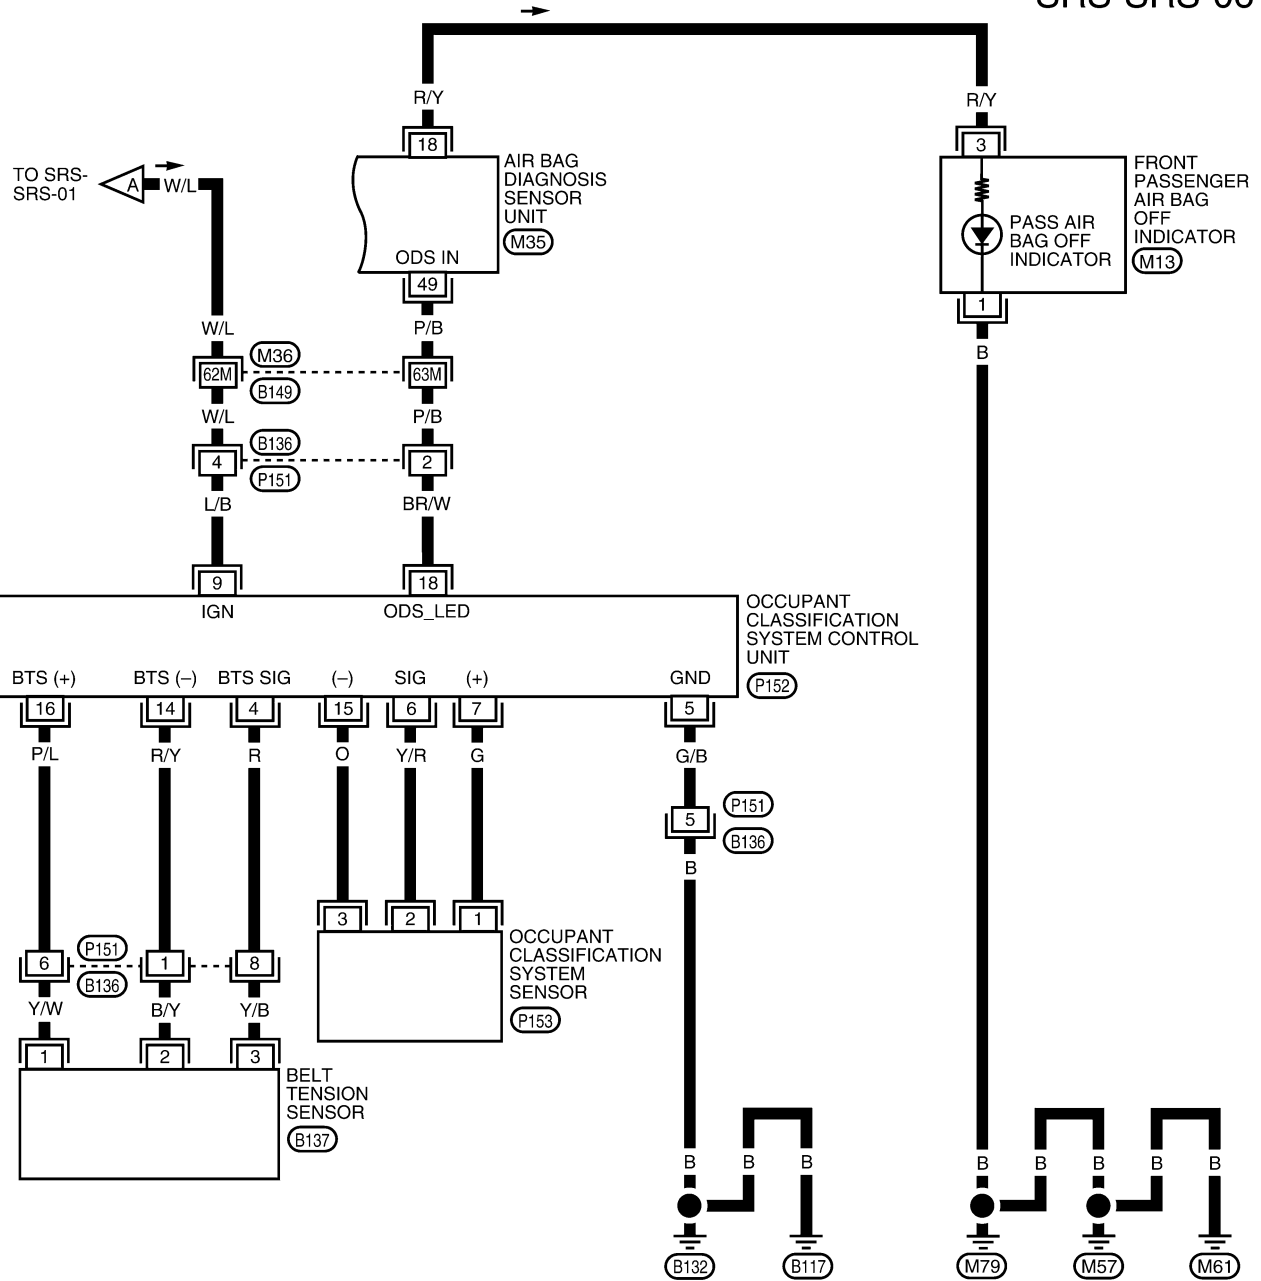 R/Y
R/Y
18
3
AIR BAG
DIAGNOSIS
SENSOR
UNIT
M35
ODS IN
49
FRONT
PASSENGER
AIR BAG
OFF
INDICATOR
M13
PASS AIR
BAG OFF
INDICATOR
1
B
TO SRS-
SRS-01
A
W/L
W/L
P/B
62M
M36
B149
63M
W/L
P/B
4
B136
P151
2
L/B
BR/W
9
18
IGN
ODS_LED
OCCUPANT
CLASSIFICATION
SYSTEM CONTROL
UNIT
P152
BTS (+)
BTS (–)
BTS SIG
(–)
SIG
(+)
GND
16
14
4
15
6
7
5
P/L
R/Y
R
O
Y/R
G
G/B
5
P151
B136
B
3
2
1
OCCUPANT
CLASSIFICATION
SYSTEM
SENSOR
P153
6
P151
B136
1
8
Y/W
B/Y
Y/B
1
2
3
BELT
TENSION
SENSOR
B137
B
B
B
B
B
B
B
B
B132
B117
M79
M57
M61